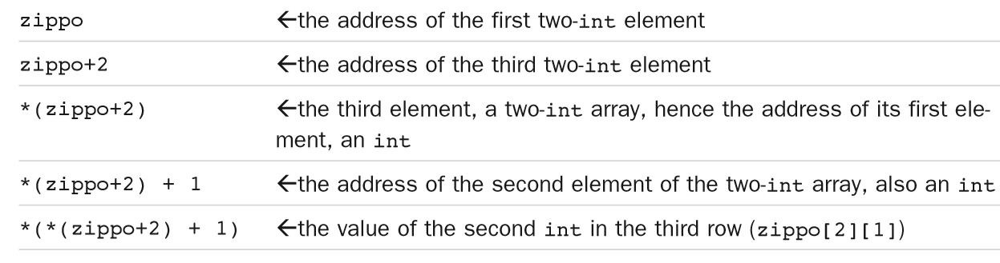 zippo ←the address of the first two-int element
zippo+2 ←the address of the third two-int element
*(zippo+2) ←the third element, a two-int array, hence the address of its first ele-
ment, an int
*(zippo+2) + 1 ←the address of the second element of the two-int array, also an int
*(*(zippo+2) + 1) ←the value of the second int in the third row (zippo[2][1])